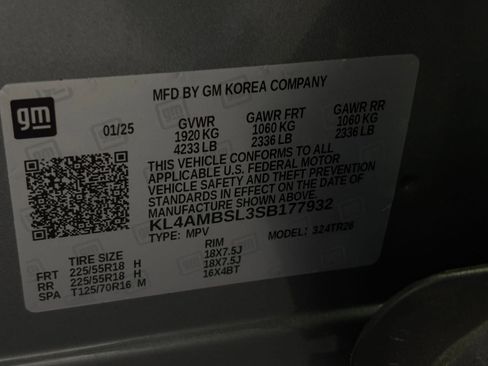 MFD BY GM KOREA COMPANY
gm
01/25
GVWR GAWR FRT GAWR RR
1920 KG 1060 KG 1060 KG
4233 LB 2336 LB 2336 LB
THIS VEHICLE CONFORMS TO ALL
APPLICABLE U.S. FEDERAL MOTOR
VEHICLE SAFETY AND THEFT PREVENTION
STANDARDS IN EFFECT ON THE DATE OF
MANUFACTURE SHOWN ABOVE.
KL4AMBSL3SB177932
TYPE: MPV MODEL: 324TR26
TIRE SIZE RIM
FRT 225/55R18 H 18X7.5J
RR 225/55R18 H 18X7.5J
SPA T125/70R16 M 16X4BT